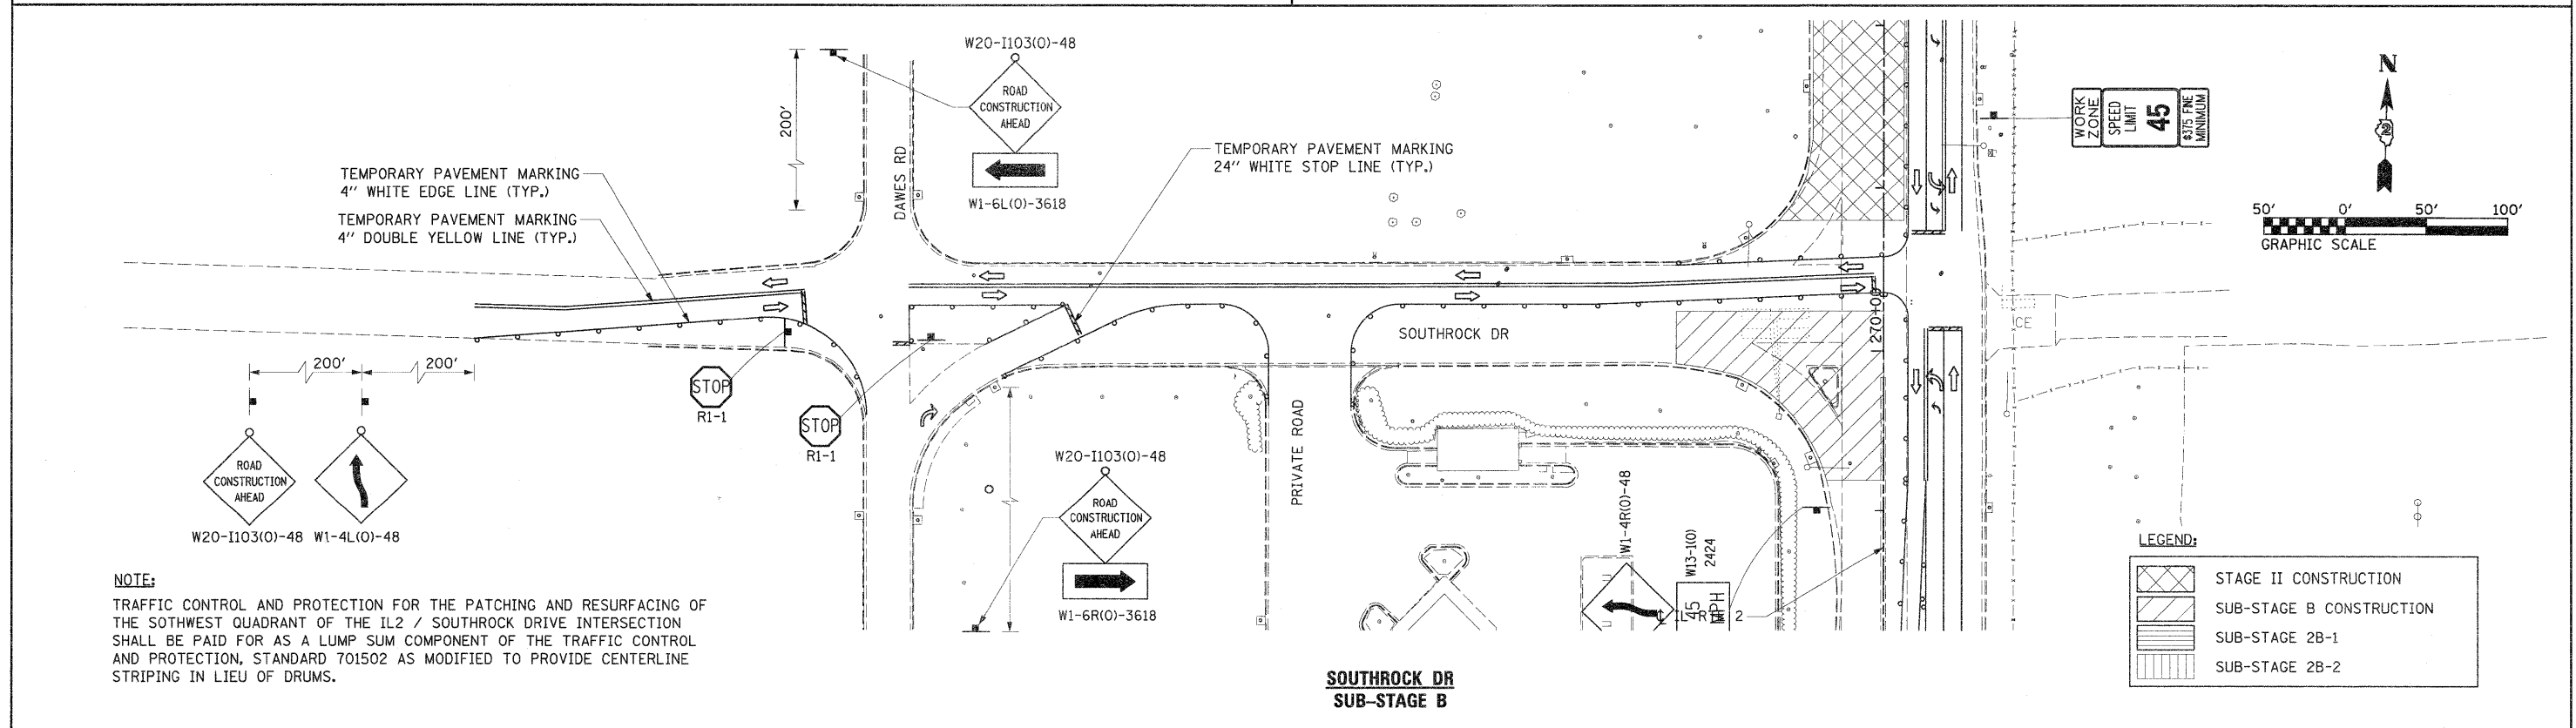 W20-I103(O)-48
ROAD
CONSTRUCTION
AHEAD
W1-6L(O)-3618
200'
DAWES RD
TEMPORARY PAVEMENT MARKING
4" WHITE EDGE LINE (TYP.)
TEMPORARY PAVEMENT MARKING
4" DOUBLE YELLOW LINE (TYP.)
TEMPORARY PAVEMENT MARKING
24" WHITE STOP LINE (TYP.)
WORK
ZONE
SPEED
LIMIT
45
$375 FINE
MINIMUM
N
2
50'
0'
50'
100'
GRAPHIC SCALE
270+00
CE
SOUTHROCK DR
PRIVATE ROAD
200'
200'
STOP
R1-1
STOP
R1-1
ROAD
CONSTRUCTION
AHEAD
W20-I103(O)-48
W1-4L(O)-48
W20-I103(O)-48
ROAD
CONSTRUCTION
AHEAD
W1-6R(O)-3618
W1-4R(O)-48
W13-1(O)
2424
45
MPH
2
NOTE:
TRAFFIC CONTROL AND PROTECTION FOR THE PATCHING AND RESURFACING OF
THE SOTHWEST QUADRANT OF THE IL2 / SOUTHROCK DRIVE INTERSECTION
SHALL BE PAID FOR AS A LUMP SUM COMPONENT OF THE TRAFFIC CONTROL
AND PROTECTION, STANDARD 701502 AS MODIFIED TO PROVIDE CENTERLINE
STRIPING IN LIEU OF DRUMS.
LEGEND:
STAGE II CONSTRUCTION
SUB-STAGE B CONSTRUCTION
SUB-STAGE 2B-1
SUB-STAGE 2B-2
SOUTHROCK DR
SUB-STAGE B